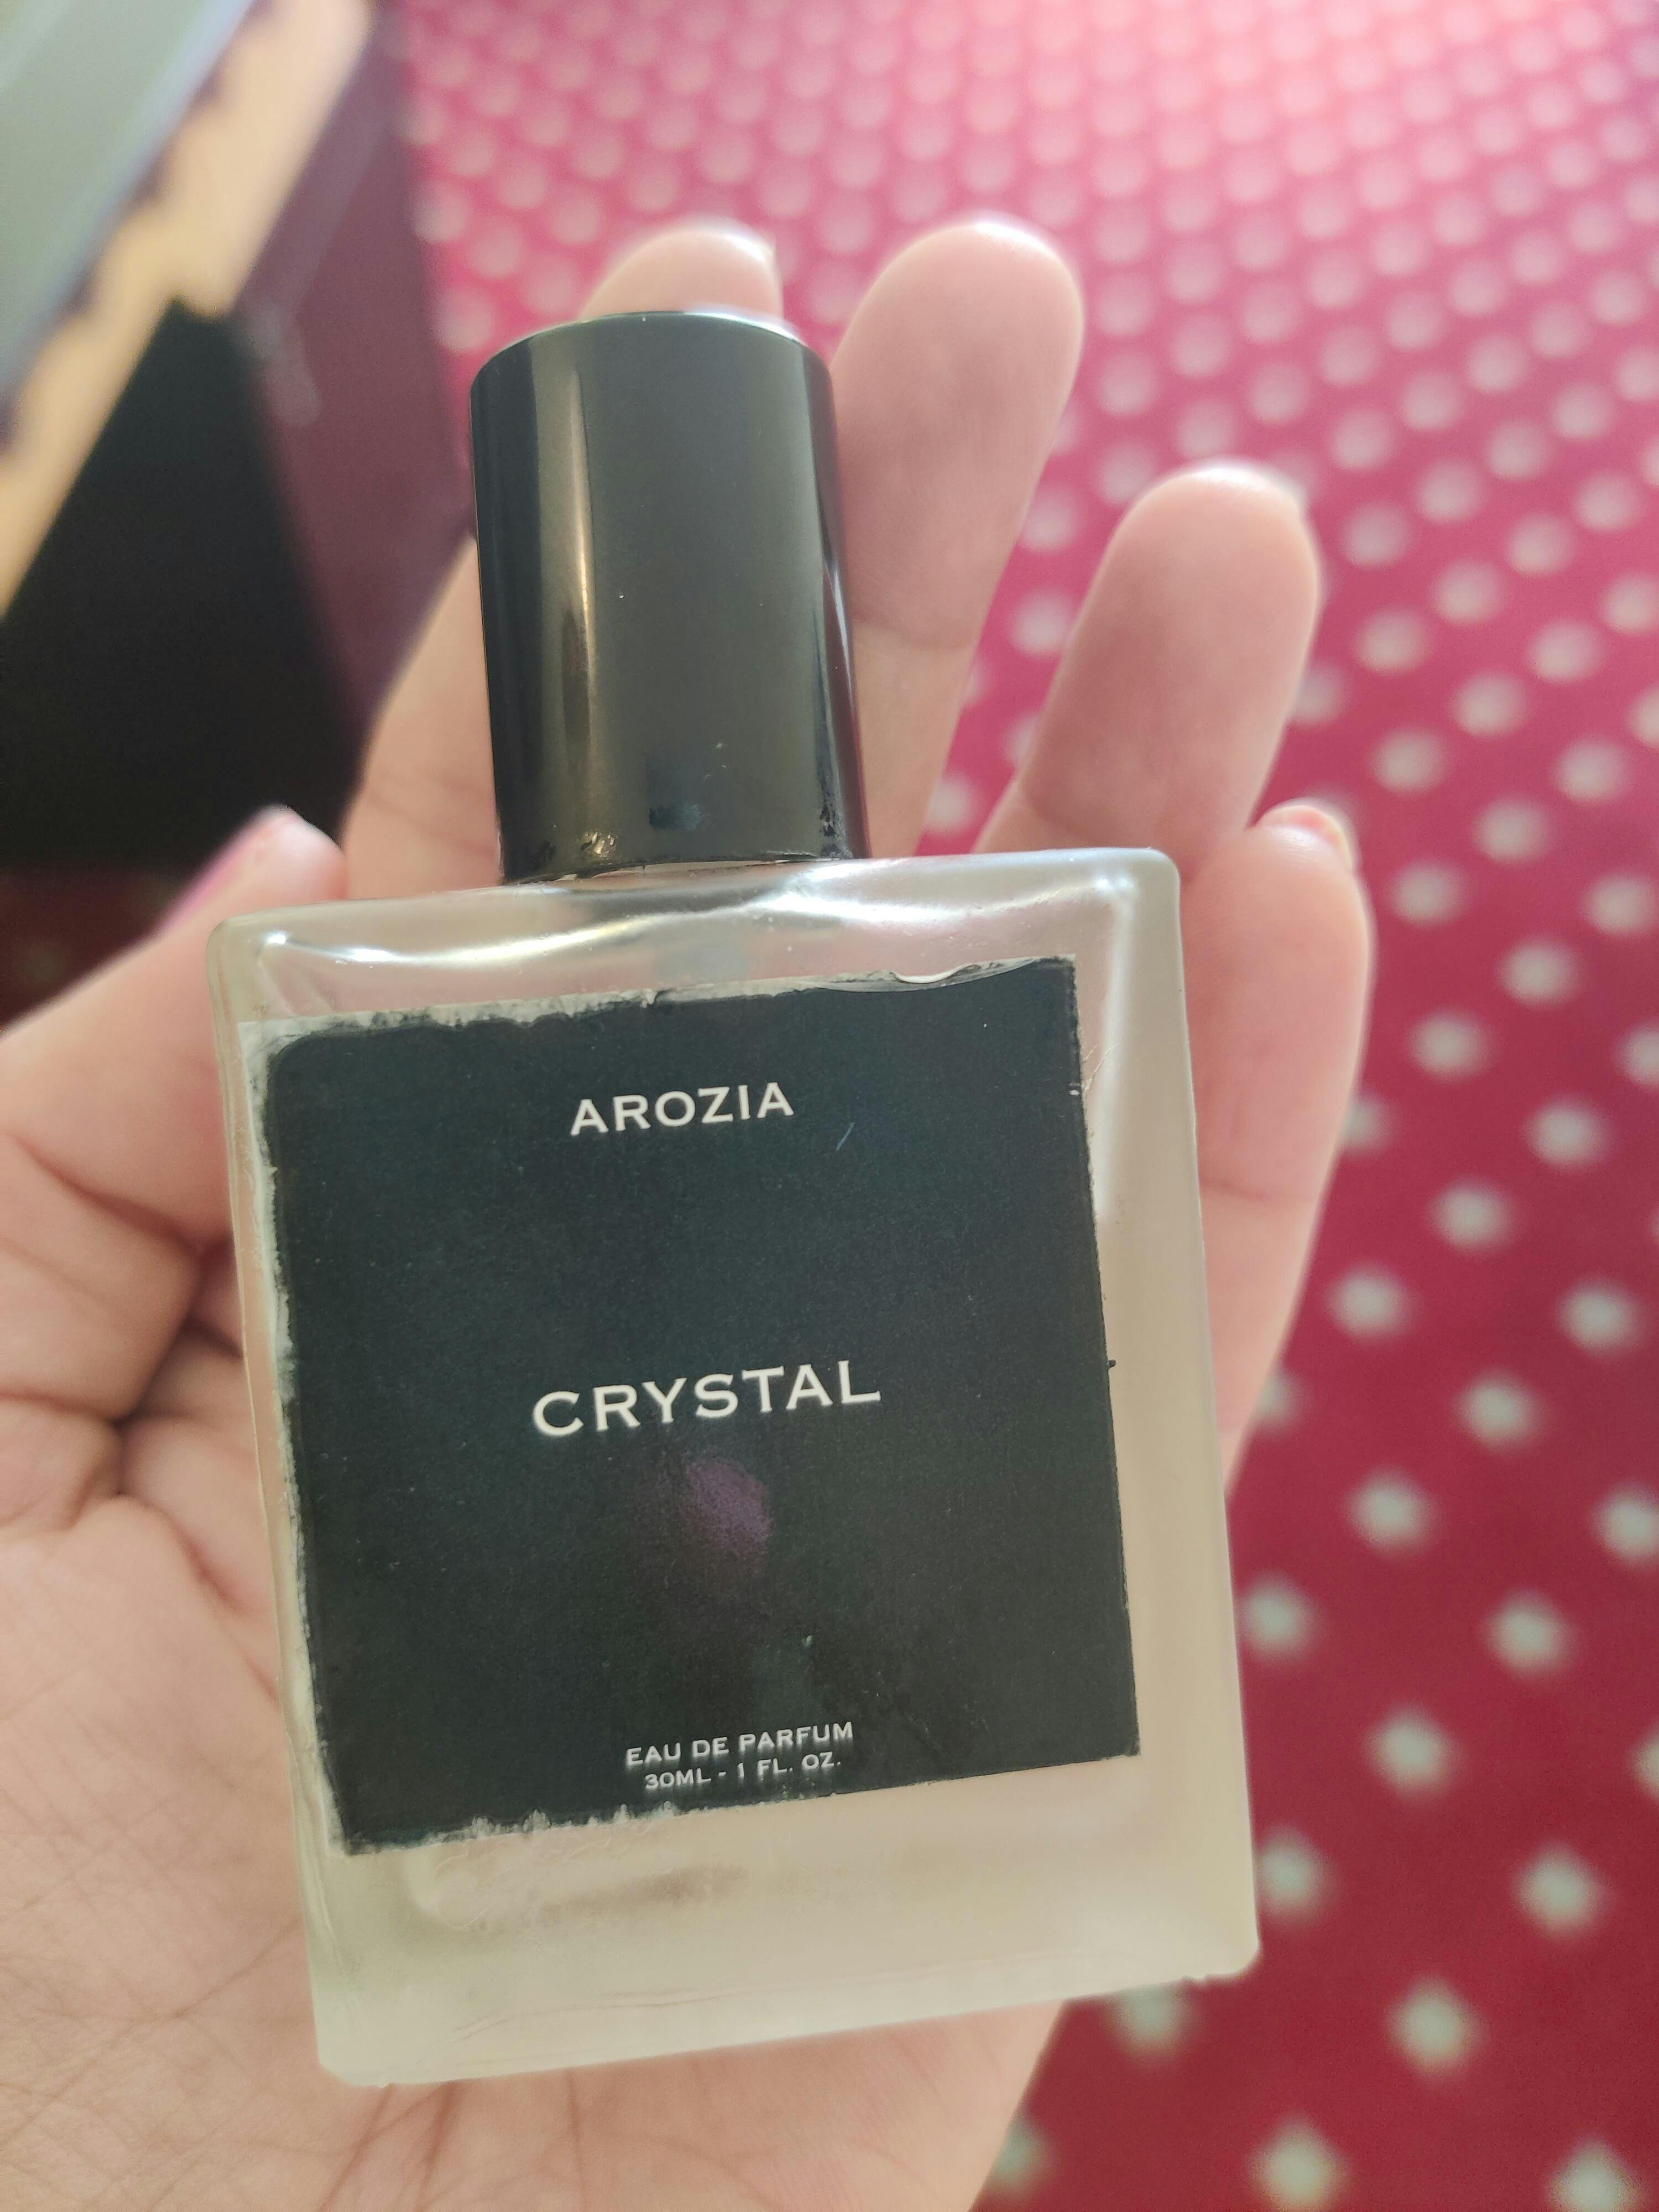 AROZIA
CRYSTAL
EAU DE PARFUM
30ML - 1 FL. OZ.